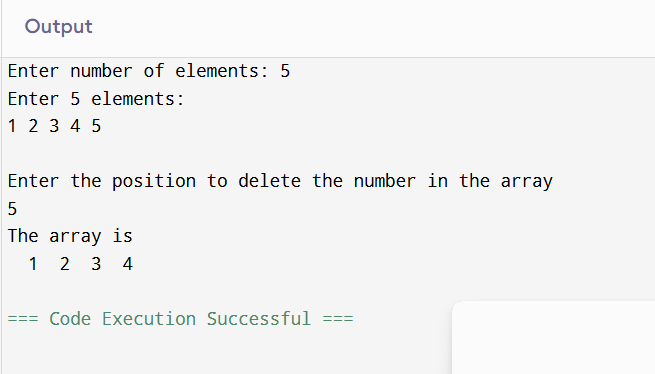 Output
Enter number of elements: 5
Enter 5 elements:
1 2 3 4 5
Enter the position to delete the number in the array
5
The array is
  1  2  3  4
=== Code Execution Successful ===